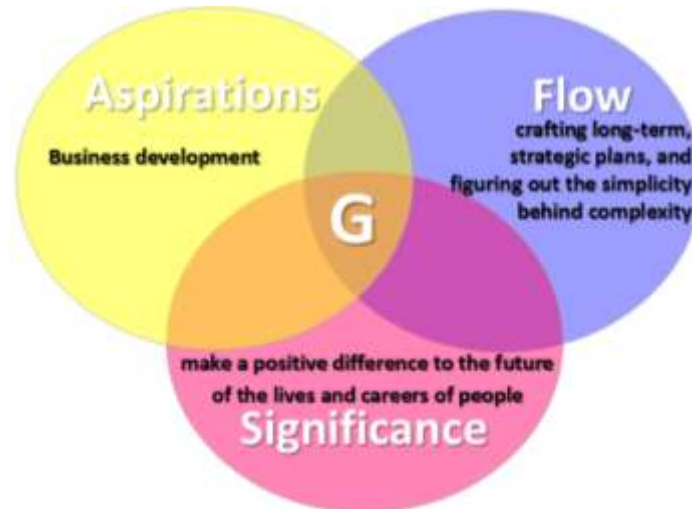 Aspirations
Business development
Flow
crafting long-term,
strategic plans, and
figuring out the simplicity
behind complexity
G
make a positive difference to the future
of the lives and careers of people
Significance